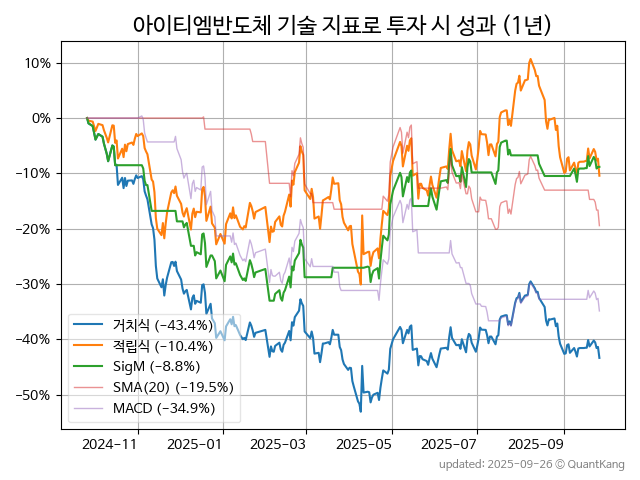 아이티엠반도체 기술 지표로 투자 시 성과 (1년)
10%
0%
−10%
−20%
−30%
−40%
−50%
거치식 (−43.4%)
적립식 (−10.4%)
SigM (−8.8%)
SMA(20) (−19.5%)
MACD (−34.9%)
2024-11
2025-01
2025-03
2025-05
2025-07
2025-09
updated: 2025-09-26 © QuantKang